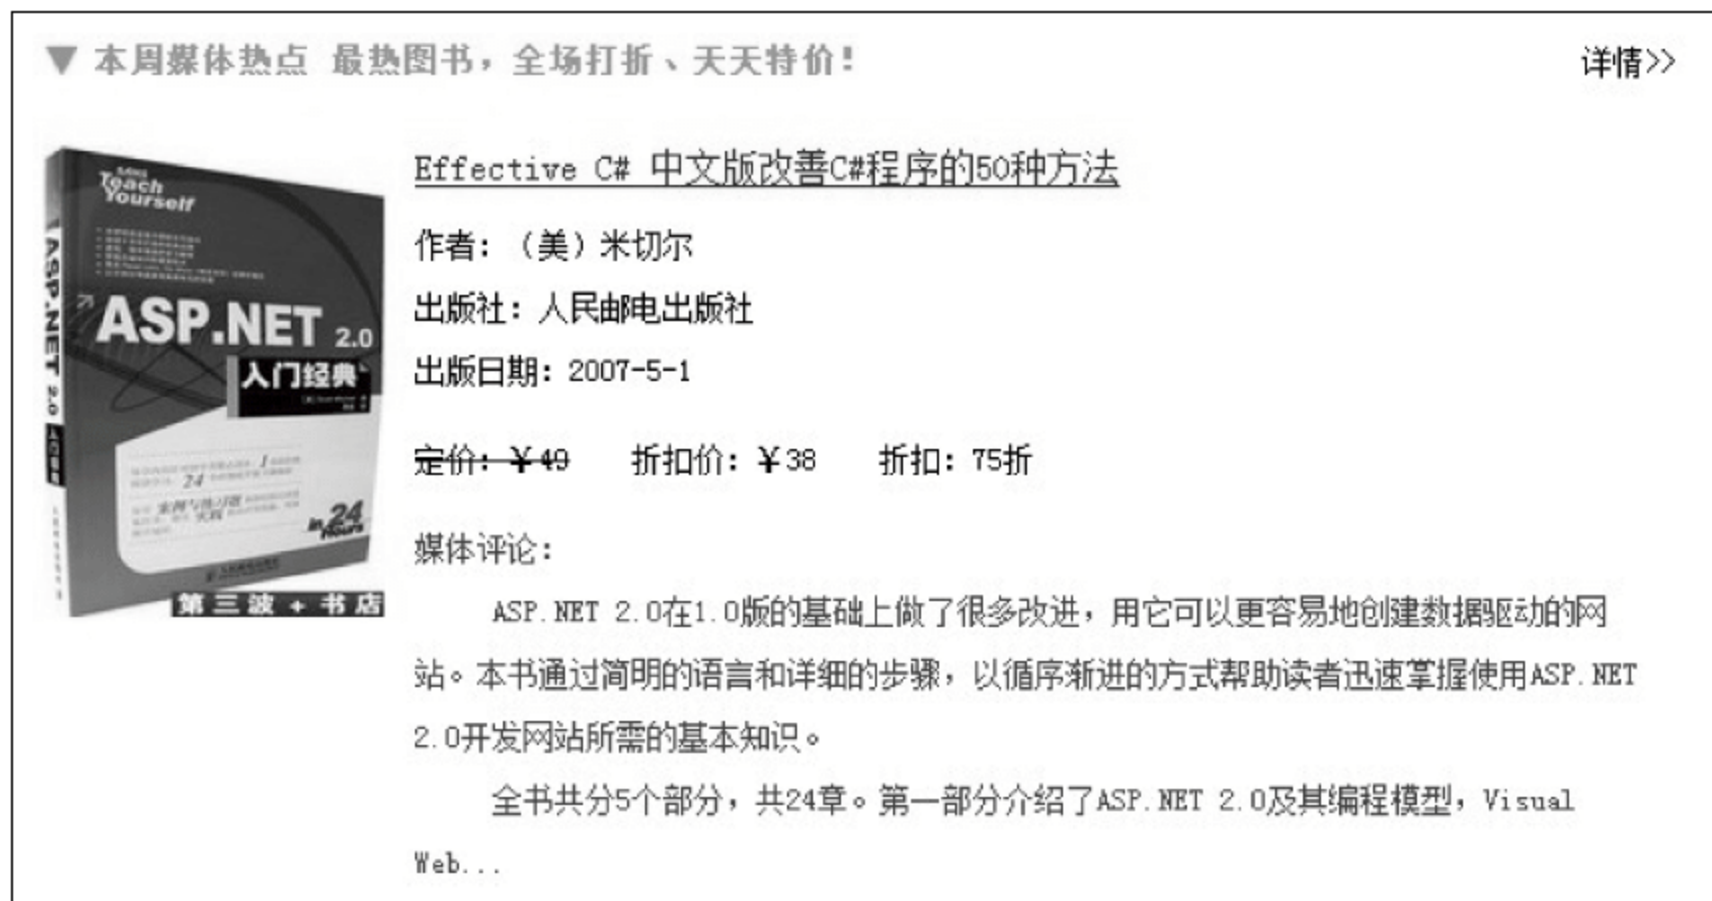 ▼ 本周媒体热点 最热图书，全场打折、天天特价！
详情>>
SAMS
Teach
Yourself
ASP.NET 2.0
入门经典
ASP.NET 2.0
in 24
Hours
第三波+书店
Effective C# 中文版改善C#程序的50种方法
作者：（美）米切尔
出版社：人民邮电出版社
出版日期：2007-5-1
定价：￥49 折扣价：￥38 折扣：75折
媒体评论：
ASP.NET 2.0在1.0版的基础上做了很多改进，用它可以更容易地创建数据驱动的网
站。本书通过简明的语言和详细的步骤，以循序渐进的方式帮助读者迅速掌握使用ASP.NET
2.0开发网站所需的基本知识。
全书共分5个部分，共24章。第一部分介绍了ASP.NET 2.0及其编程模型，Visual
Web...